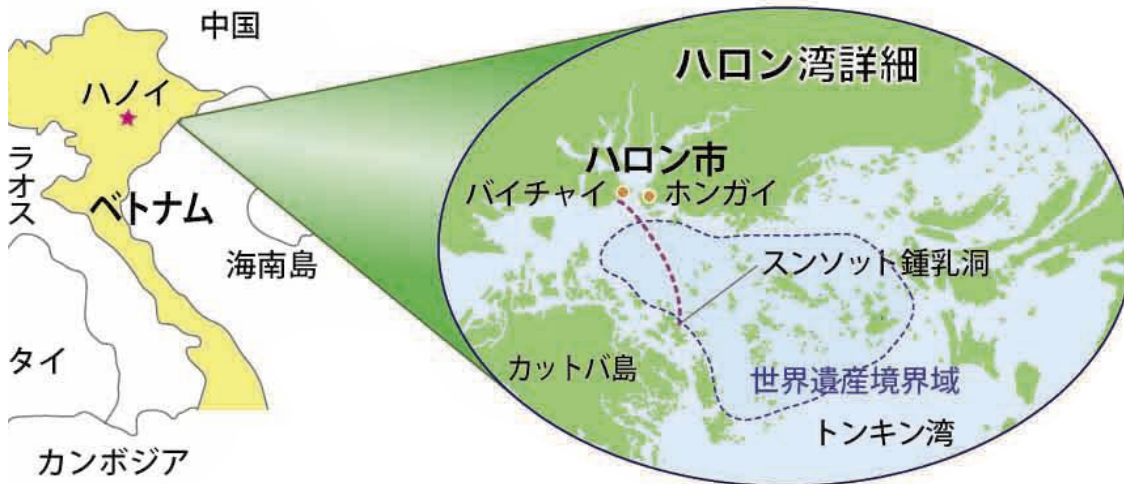 中国
ハノイ
ラオス
ベトナム
海南島
タイ
カンボジア
ハロン湾詳細
ハロン市
バイチャイ
ホンガイ
スンソット鍾乳洞
カットバ島
世界遺産境界域
トンキン湾